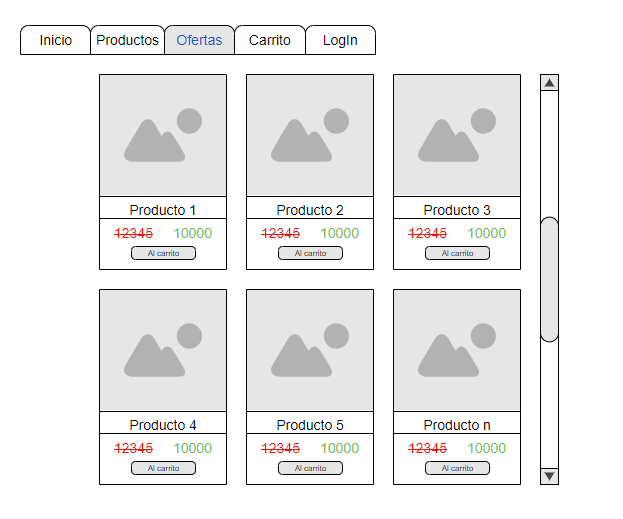 Inicio Productos Ofertas Carrito LogIn
Producto 1 Producto 2 Producto 3
12345 10000 12345 10000 12345 10000
Al carrito Al carrito Al carrito
Producto 4 Producto 5 Producto n
12345 10000 12345 10000 12345 10000
Al carrito Al carrito Al carrito